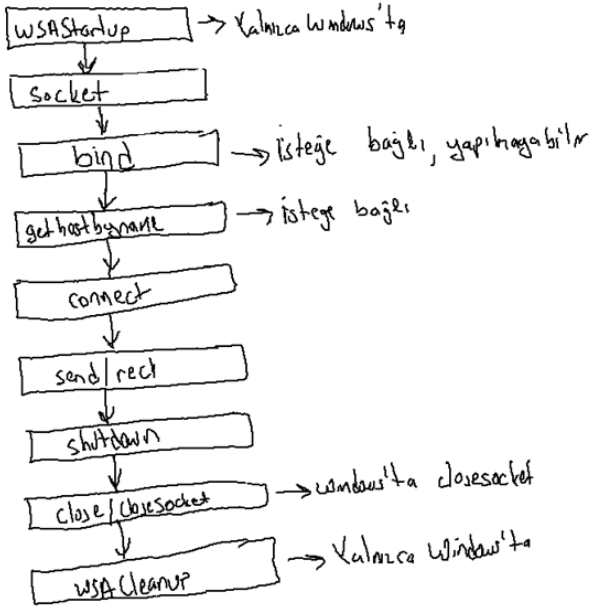 WSAStartup → Yalnızca Windows'ta
socket
bind → isteğe bağlı, yapılmayabilir
gethostbyname → isteğe bağlı
connect
send/recv
shutdown
close/closesocket → Windows'ta closesocket
WSACleanup → Yalnızca Windows'ta